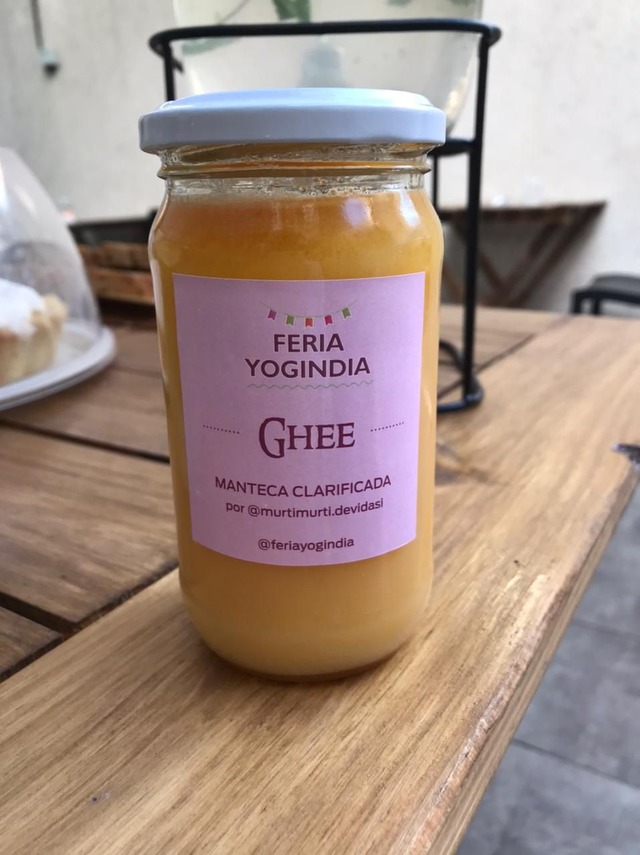 FERIA
YOGINDIA
GHEE
MANTECA CLARIFICADA
por @murtimurti.devidasi
@feriayogindia